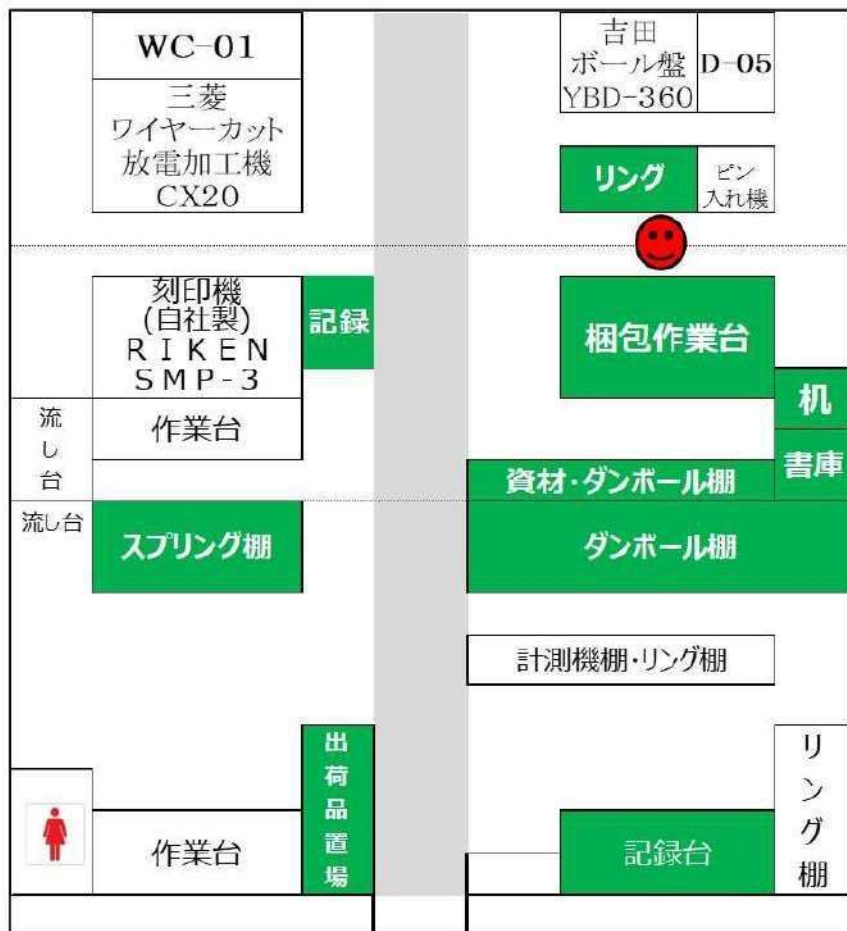 WC-01
三菱
ワイヤーカット
放電加工機
CX20
吉田
ボール盤
YBD-360
D-05
リング
ピン
入れ機
刻印機
(自社製)
ＲＩＫＥＮ
ＳＭＰ-３
記録
梱包作業台
机
書庫
流
し
台
作業台
資材・ダンボール棚
流し台
スプリング棚
ダンボール棚
計測機棚・リング棚
出
荷
品
置
場
リ
ン
グ
棚
作業台
記録台